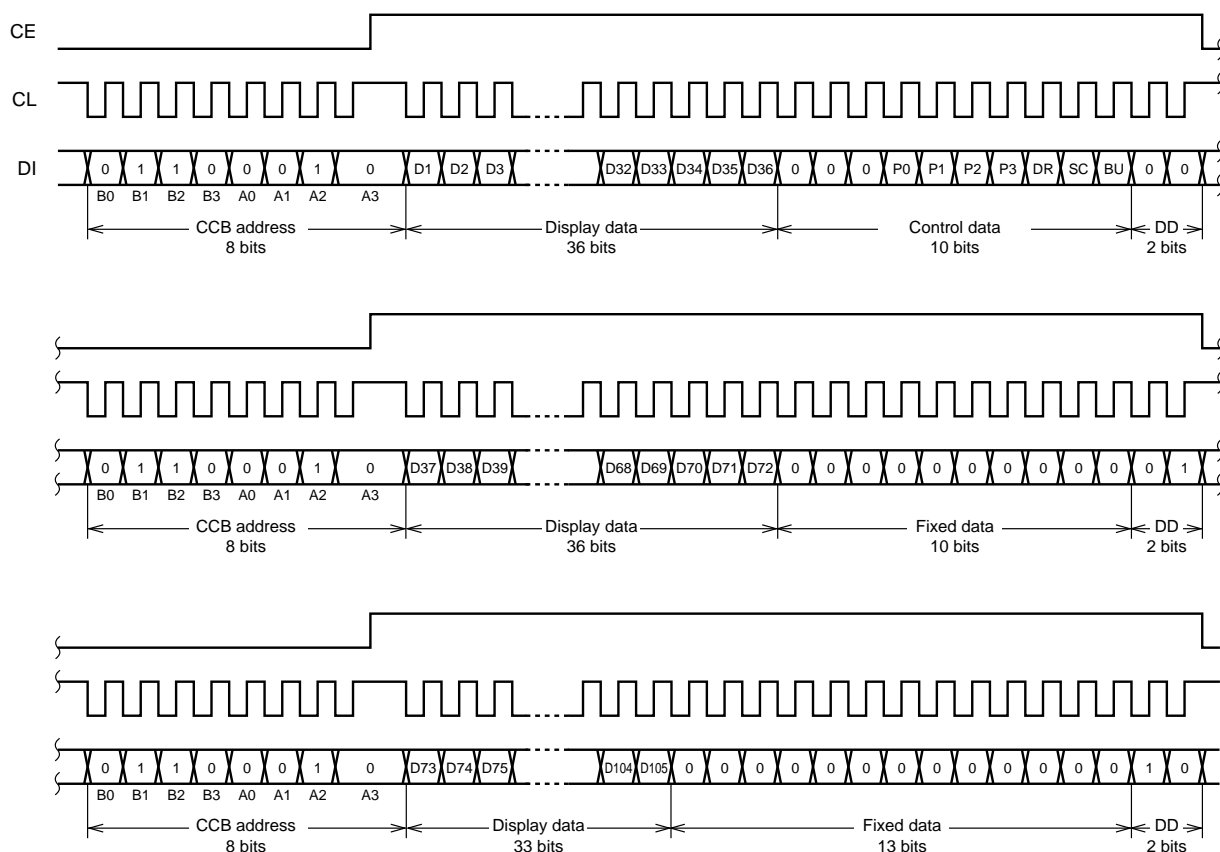 CE
CL
DI 0 1 1 0 0 0 1 0 D1 D2 D3 D32 D33 D34 D35 D36 0 0 0 P0 P1 P2 P3 DR SC BU 0 0
B0 B1 B2 B3 A0 A1 A2 A3
CCB address Display data Control data DD
8 bits 36 bits 10 bits 2 bits
0 1 1 0 0 0 1 0 D37 D38 D39 D68 D69 D70 D71 D72 0 0 0 0 0 0 0 0 0 0 0 1
B0 B1 B2 B3 A0 A1 A2 A3
CCB address Display data Fixed data DD
8 bits 36 bits 10 bits 2 bits
0 1 1 0 0 0 1 0 D73 D74 D75 D104 D105 0 0 0 0 0 0 0 0 0 0 0 0 0 1 0
B0 B1 B2 B3 A0 A1 A2 A3
CCB address Display data Fixed data DD
8 bits 33 bits 13 bits 2 bits